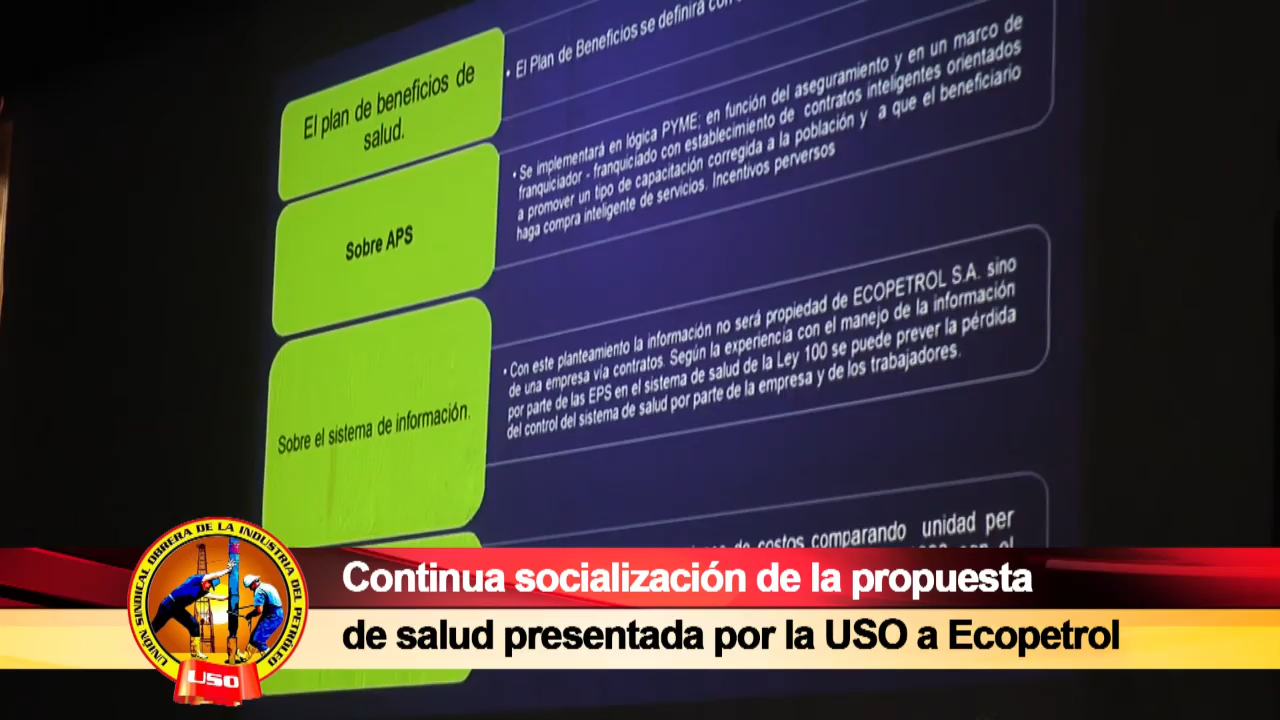 El plan de beneficios de
salud.
• El Plan de Beneficios se definirá con
Sobre APS
• Se implementará en lógica PYME; en función del aseguramiento y en un marco de
franquiciador - franquiciado con establecimiento de contratos inteligentes orientados
a promover un tipo de capacitación corregida a la población y a que el beneficiario
haga compra inteligente de servicios. Incentivos perversos
Sobre el sistema de información.
• Con este planteamiento la información no será propiedad de ECOPETROL S.A. sino
de una empresa vía contratos. Según la experiencia con el manejo de la información
por parte de las EPS en el sistema de salud de la Ley 100 se puede prever la pérdida
del control del sistema de salud por parte de la empresa y de los trabajadores.
de costos comparando unidad per
UNION SINDICAL OBRERA DE LA INDUSTRIA DEL PETROLEO
USO
Continua socialización de la propuesta
de salud presentada por la USO a Ecopetrol